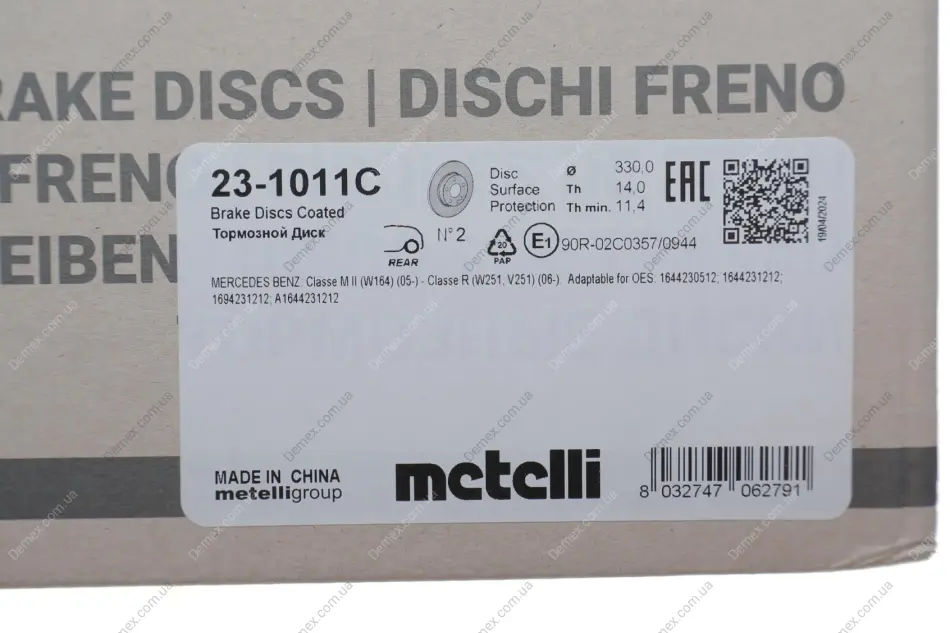 RAKE DISCS | DISCHI FRENO
FRENO
EIBEN
23-1011C
Brake Discs Coated
Тормозной Диск
Disc Ø 330,0
Surface Th 14,0
Protection Th min. 11,4
EAC
19/04/2024
REAR
N° 2
20
PAP
E1
90R-02C0357/0944
MERCEDES BENZ: Classe M II (W164) (05-) - Classe R (W251, V251) (06-). Adaptable for OES: 1644230512; 1644231212;
1694231212; A1644231212
MADE IN CHINA
metelligroup
metelli
8 032747 062791
Demex.com.ua